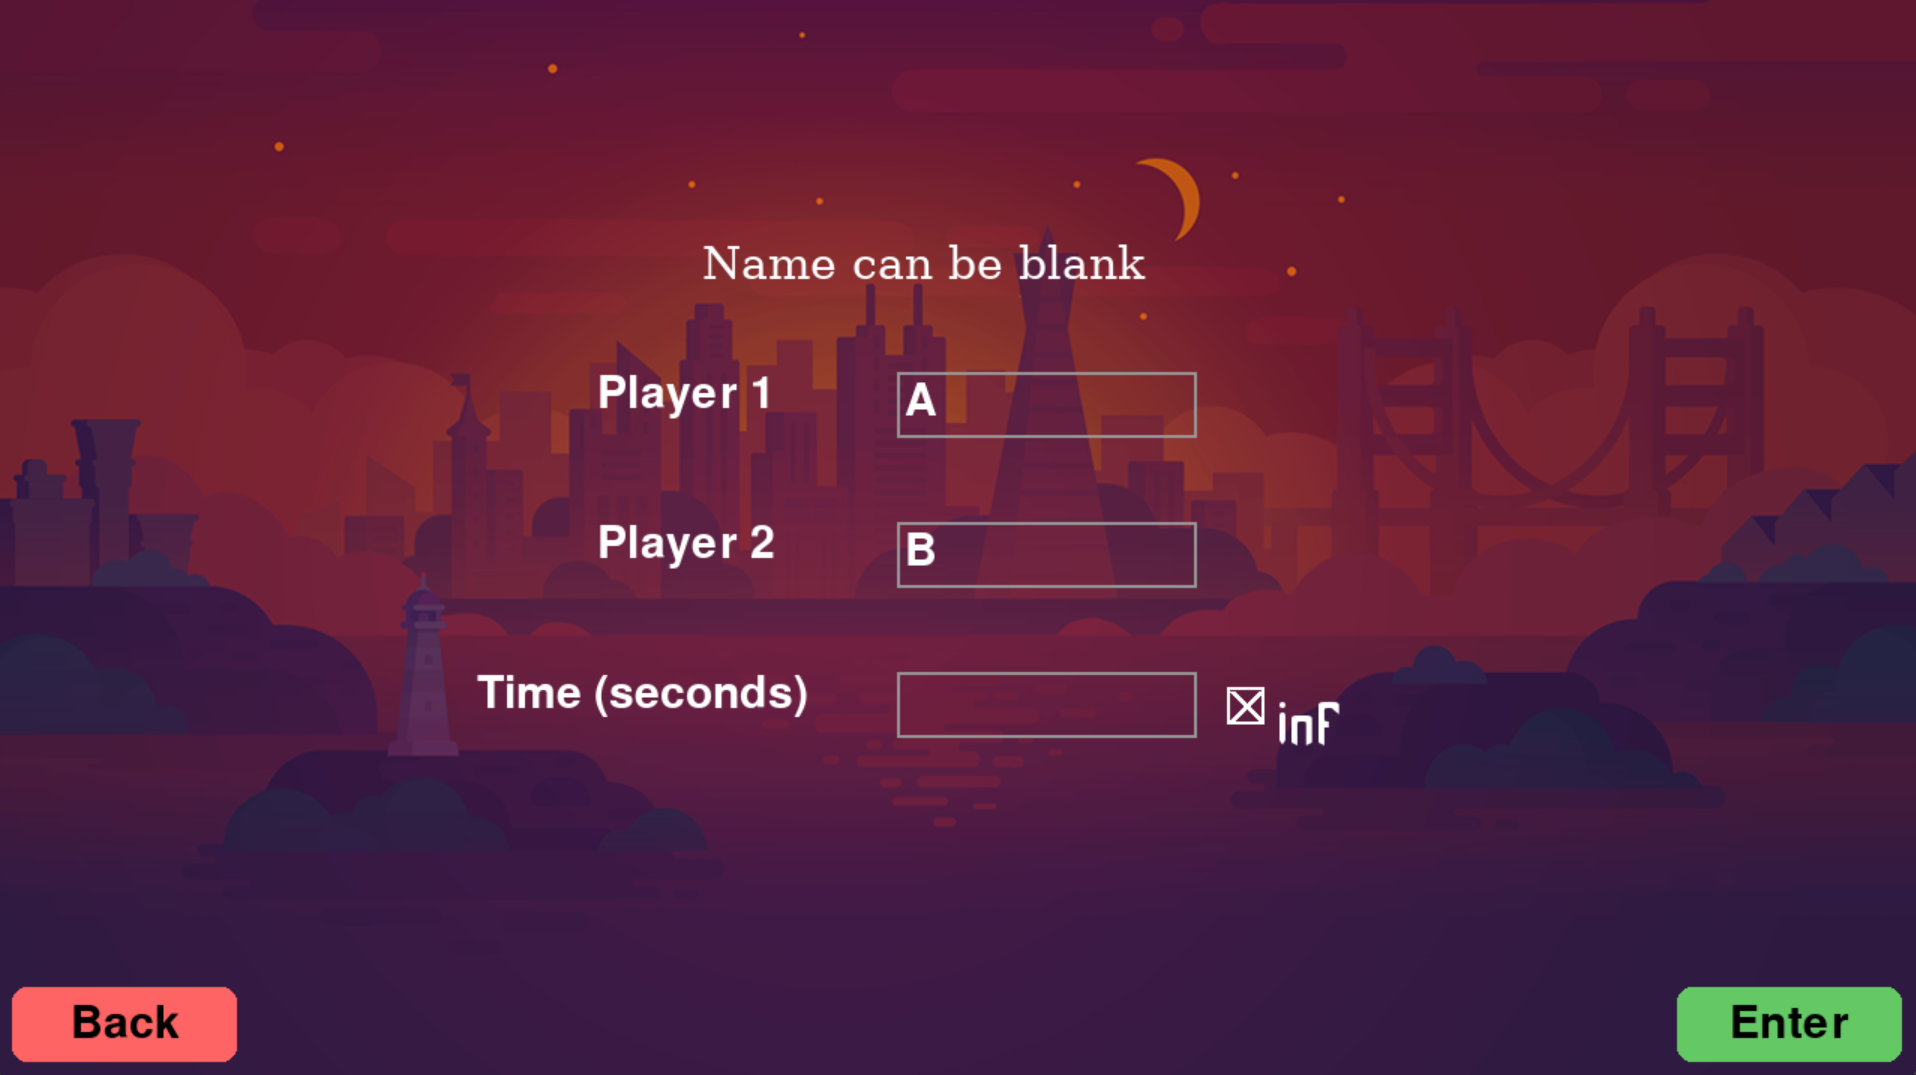 Name can be blank
Player 1 A
Player 2 B
Time (seconds) inf
Back Enter